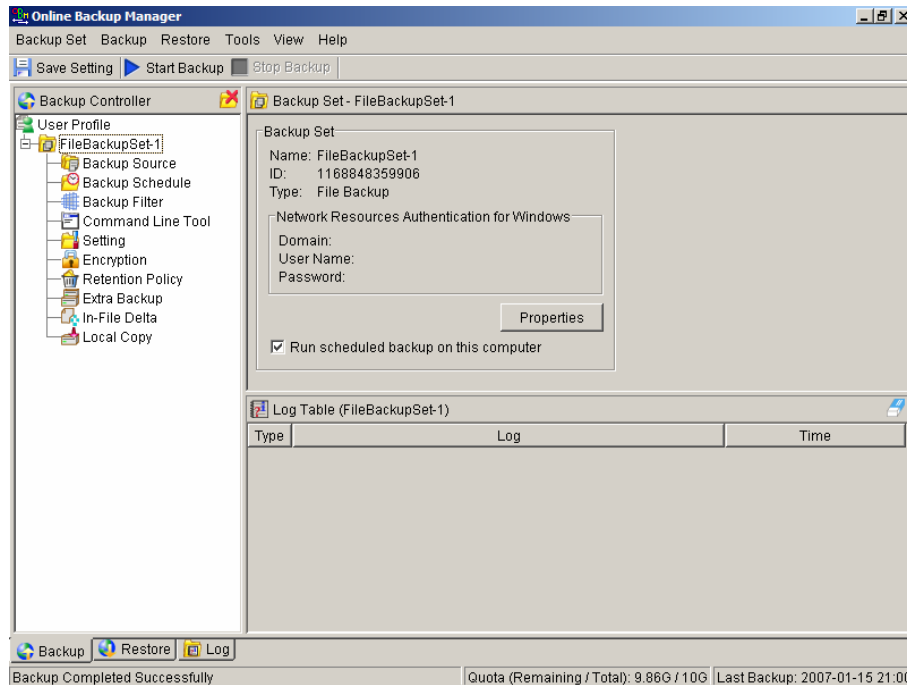 Online Backup Manager
Backup Set Backup Restore Tools View Help
Save Setting Start Backup Stop Backup
Backup Controller
User Profile
FileBackupSet-1
Backup Source
Backup Schedule
Backup Filter
Command Line Tool
Setting
Encryption
Retention Policy
Extra Backup
In-File Delta
Local Copy
Backup Set - FileBackupSet-1
Backup Set
Name: FileBackupSet-1
ID: 1168848359906
Type: File Backup
Network Resources Authentication for Windows
Domain:
User Name:
Password:
Properties
Run scheduled backup on this computer
Log Table (FileBackupSet-1)
Type Log Time
Backup Restore Log
Backup Completed Successfully Quota (Remaining / Total): 9.86G / 10G Last Backup: 2007-01-15 21:00